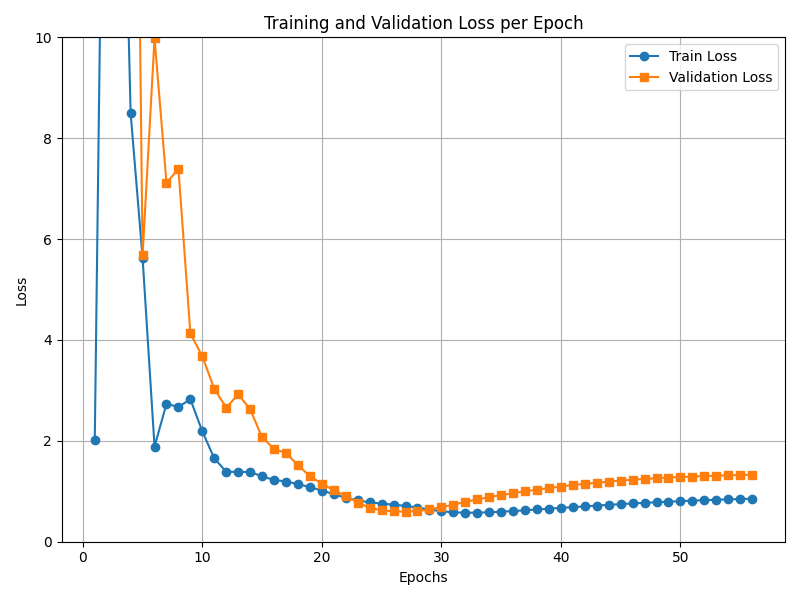 Training and Validation Loss per Epoch
Train Loss
Validation Loss
Loss
10
8
6
4
2
0
0 10 20 30 40 50
Epochs